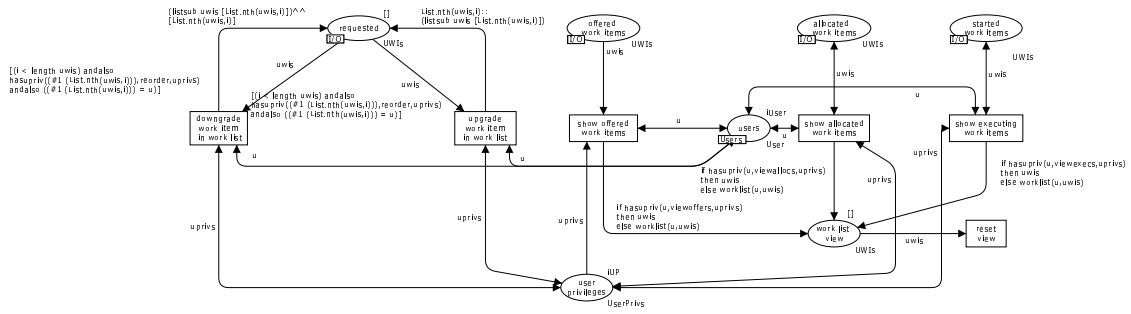 (listsub uwis [List.nth(uwis,i)])^^
[List.nth(uwis,i)]
[]
requested
I/O
UWIs
List.nth(uwis,i)::
(listsub uwis [List.nth(uwis,i)])
offered
work items
I/O
UWIs
allocated
work items
I/O
UWIs
started
work items
I/O
UWIs
uwis
uwis
uwis
uwis
uwis
[(i < length uwis) andalso
hasupriv((#1 (List.nth(uwis,i))),reorder,uprivs)
andalso ((#1 (List.nth(uwis,i))) = u)]
[(i < length uwis) andalso
hasupriv((#1 (List.nth(uwis,i))),reorder,uprivs)
andalso ((#1 (List.nth(uwis,i))) = u)]
u
downgrade
work item
in work list
upgrade
work item
in work list
show offered
work items
u
users
iUser
Users
User
u
show allocated
work items
show executing
work items
u
u
uprivs
if hasupriv(u,viewallocs,uprivs)
then uwis
else worklist(u,uwis)
uprivs
if hasupriv(u,viewexecs,uprivs)
then uwis
else worklist(u,uwis)
if hasupriv(u,viewoffers,uprivs)
then uwis
else worklist(u,uwis)
uprivs
uprivs
uprivs
[]
work list
view
UWIs
uwis
reset
view
iUP
user
privileges
UserPrivs